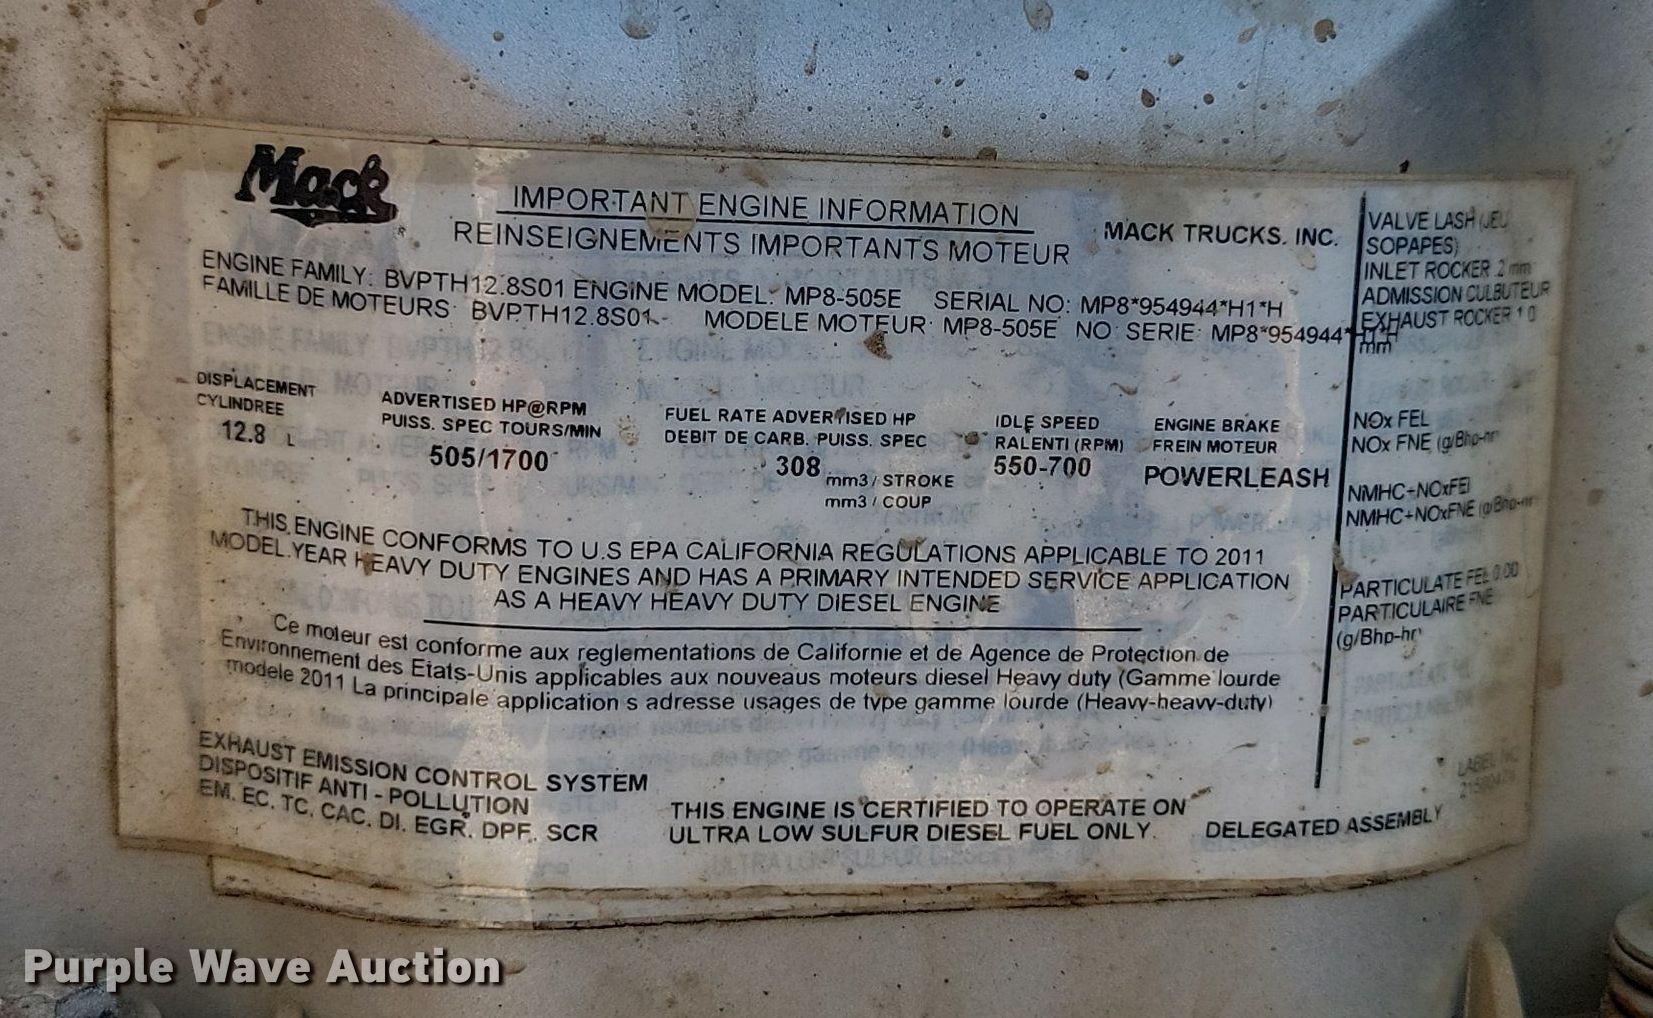 Mack
IMPORTANT ENGINE INFORMATION
REINSEIGNEMENTS IMPORTANTS MOTEUR
MACK TRUCKS. INC.
ENGINE FAMILY: BVPTH12.8S01 ENGINE MODEL: MP8-505E SERIAL NO: MP8*954944*H1*H
FAMILLE DE MOTEURS: BVPTH12.8S01 MODELE MOTEUR: MP8-505E NO SERIE: MP8*954944*
DISPLACEMENT
CYLINDREE
12.8 L
ADVERTISED HP@RPM
PUISS. SPEC TOURS/MIN
505/1700
FUEL RATE ADVERTISED HP
DEBIT DE CARB. PUISS. SPEC
308 mm3/ STROKE
mm3 / COUP
IDLE SPEED
RALENTI (RPM)
550-700
ENGINE BRAKE
FREIN MOTEUR
POWERLEASH
THIS ENGINE CONFORMS TO U.S EPA CALIFORNIA REGULATIONS APPLICABLE TO 2011
MODEL YEAR HEAVY DUTY ENGINES AND HAS A PRIMARY INTENDED SERVICE APPLICATION
AS A HEAVY HEAVY DUTY DIESEL ENGINE
Ce moteur est conforme aux reglementations de Californie et de Agence de Protection de
Environnement des Etats-Unis applicables aux nouveaus moteurs diesel Heavy duty (Gamme lourde
modele 2011 La principale application s adresse usages de type gamme lourde (Heavy-heavy-duty)
EXHAUST EMISSION CONTROL SYSTEM
DISPOSITIF ANTI - POLLUTION
EM. EC. TC. CAC. DI. EGR. DPF. SCR
THIS ENGINE IS CERTIFIED TO OPERATE ON
ULTRA LOW SULFUR DIESEL FUEL ONLY.
DELEGATED ASSEMBLY
VALVE LASH (JEU
SOPAPES)
INLET ROCKER .2 mm
ADMISSION CULBUTEUR
EXHAUST ROCKER 1 0
mm
NOx FEL
NOx FNE (g/Bhp-hr
NMHC+NOxFEl
NMHC+NOxFNE (g/Bhp-hr
PARTICULATE FEL 0.00
PARTICULAIRE FNE
(g/Bhp-hr)
LABEL NO
Purple Wave Auction